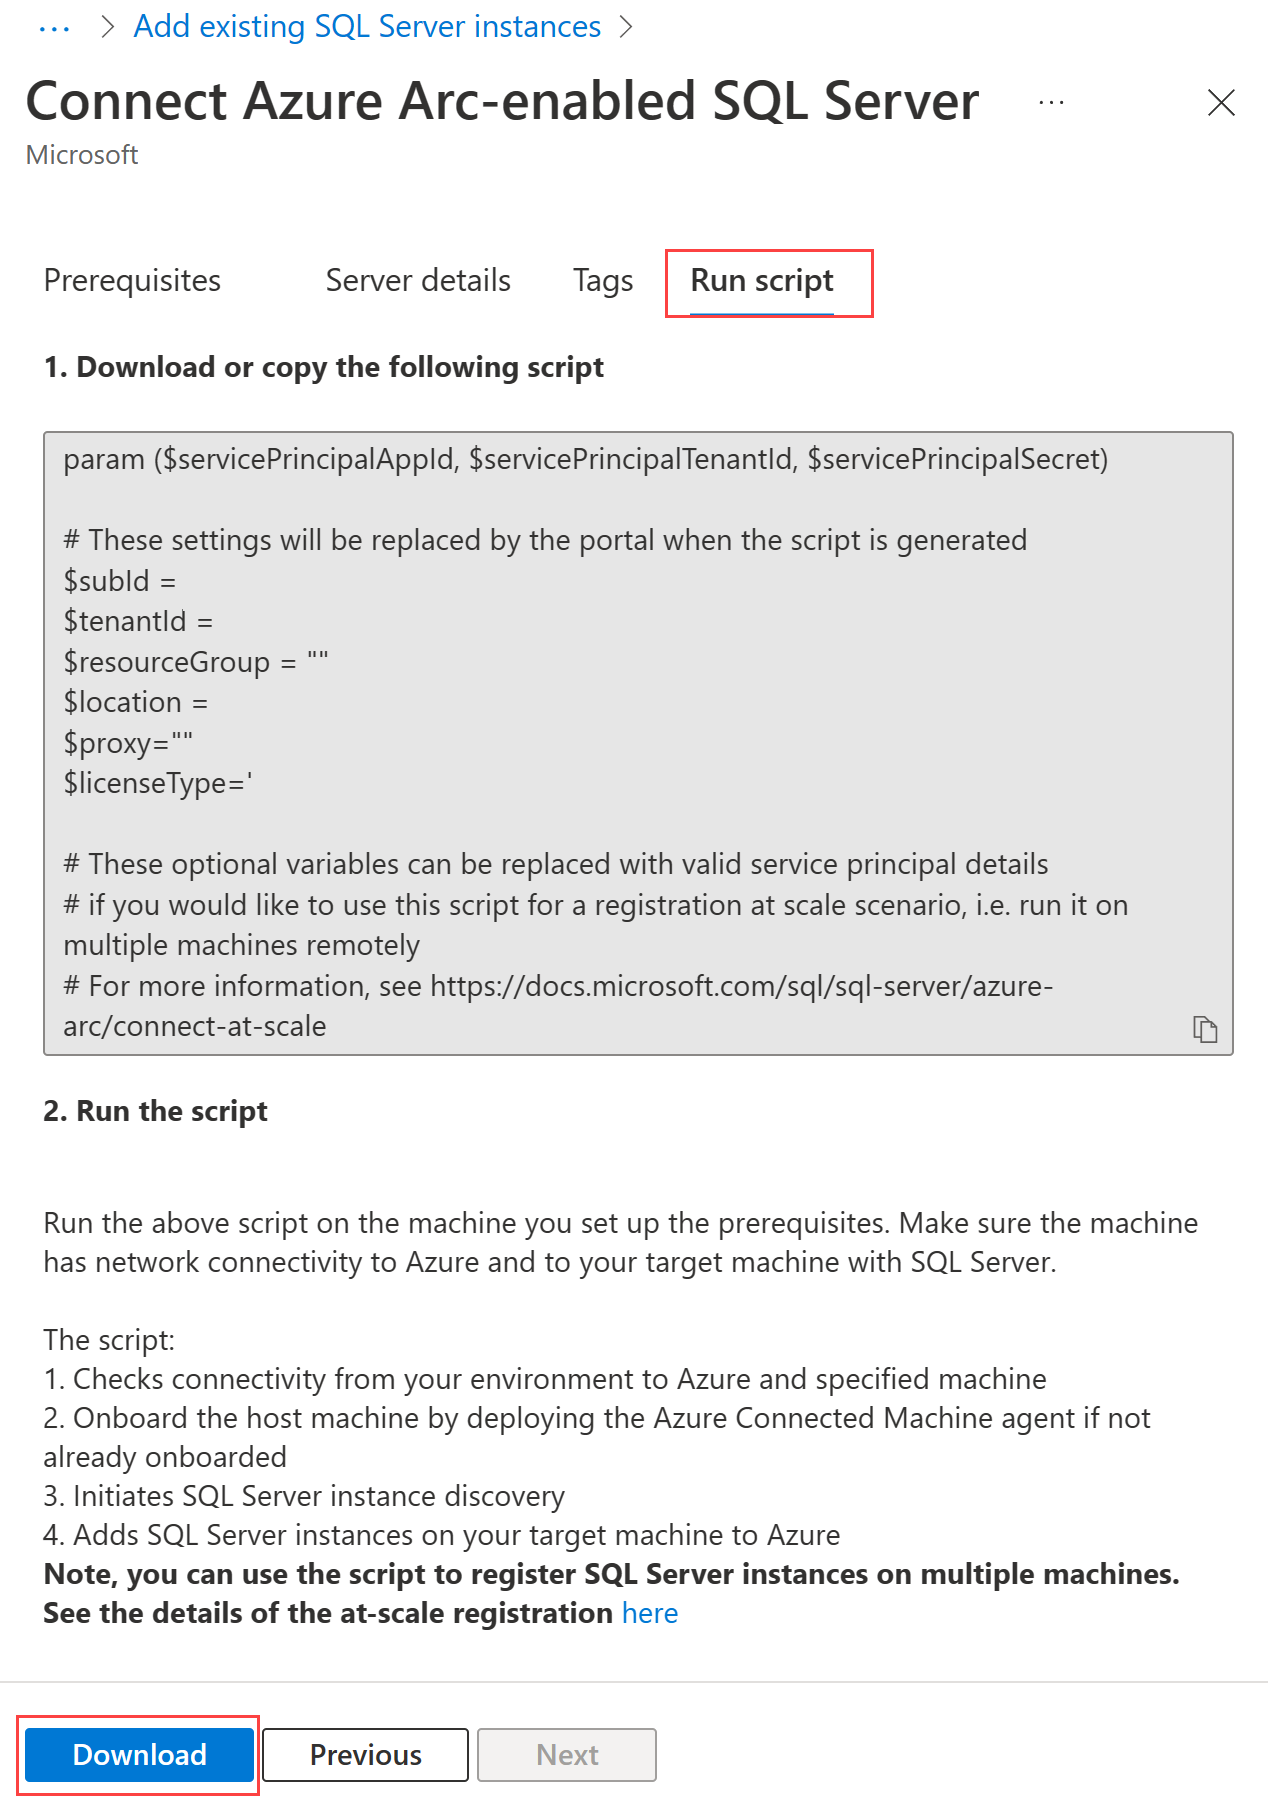 ... > Add existing SQL Server instances >
Connect Azure Arc-enabled SQL Server ...
Microsoft
Prerequisites Server details Tags Run script
1. Download or copy the following script
param ($servicePrincipalAppId, $servicePrincipalTenantId, $servicePrincipalSecret)
# These settings will be replaced by the portal when the script is generated
$subId =
$tenantId =
$resourceGroup = ""
$location =
$proxy=""
$licenseType='
# These optional variables can be replaced with valid service principal details
# if you would like to use this script for a registration at scale scenario, i.e. run it on
multiple machines remotely
# For more information, see https://docs.microsoft.com/sql/sql-server/azure-
arc/connect-at-scale
2. Run the script
Run the above script on the machine you set up the prerequisites. Make sure the machine
has network connectivity to Azure and to your target machine with SQL Server.
The script:
1. Checks connectivity from your environment to Azure and specified machine
2. Onboard the host machine by deploying the Azure Connected Machine agent if not
already onboarded
3. Initiates SQL Server instance discovery
4. Adds SQL Server instances on your target machine to Azure
Note, you can use the script to register SQL Server instances on multiple machines.
See the details of the at-scale registration here
Download Previous Next